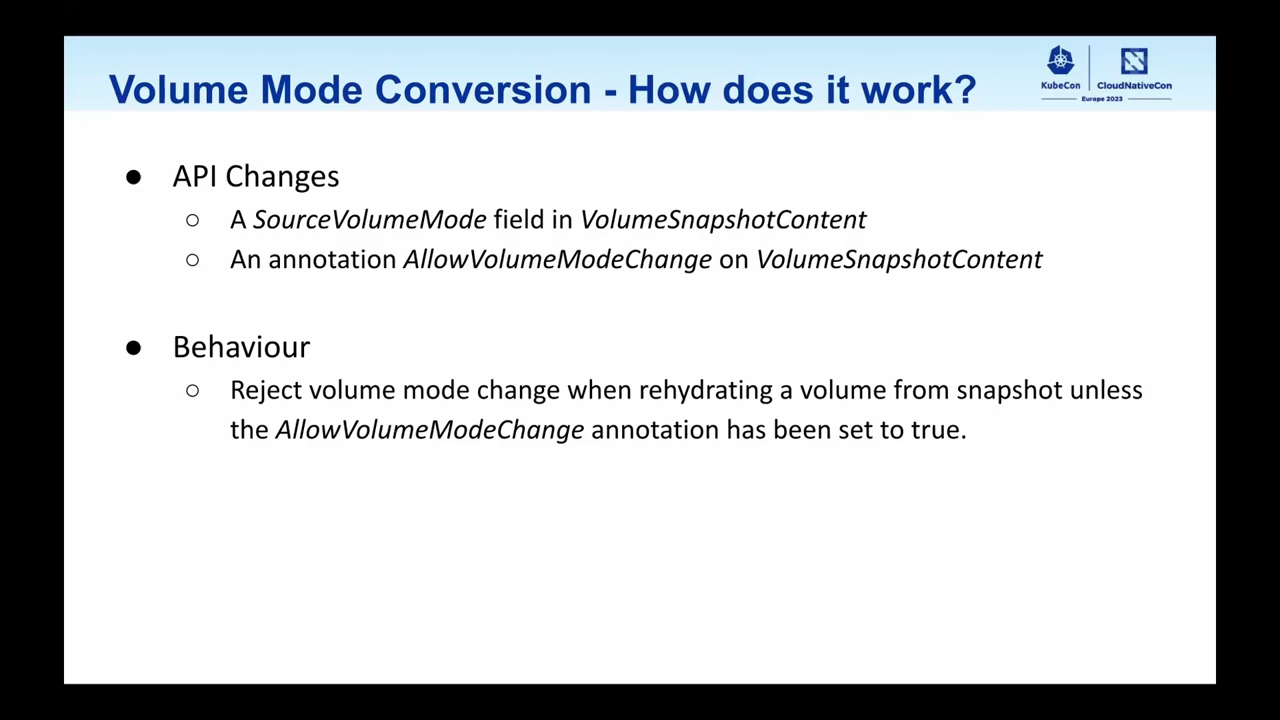 Volume Mode Conversion - How does it work?
KubeCon
CloudNativeCon
Europe 2023
● API Changes
○ A SourceVolumeMode field in VolumeSnapshotContent
○ An annotation AllowVolumeModeChange on VolumeSnapshotContent
● Behaviour
○ Reject volume mode change when rehydrating a volume from snapshot unless
the AllowVolumeModeChange annotation has been set to true.